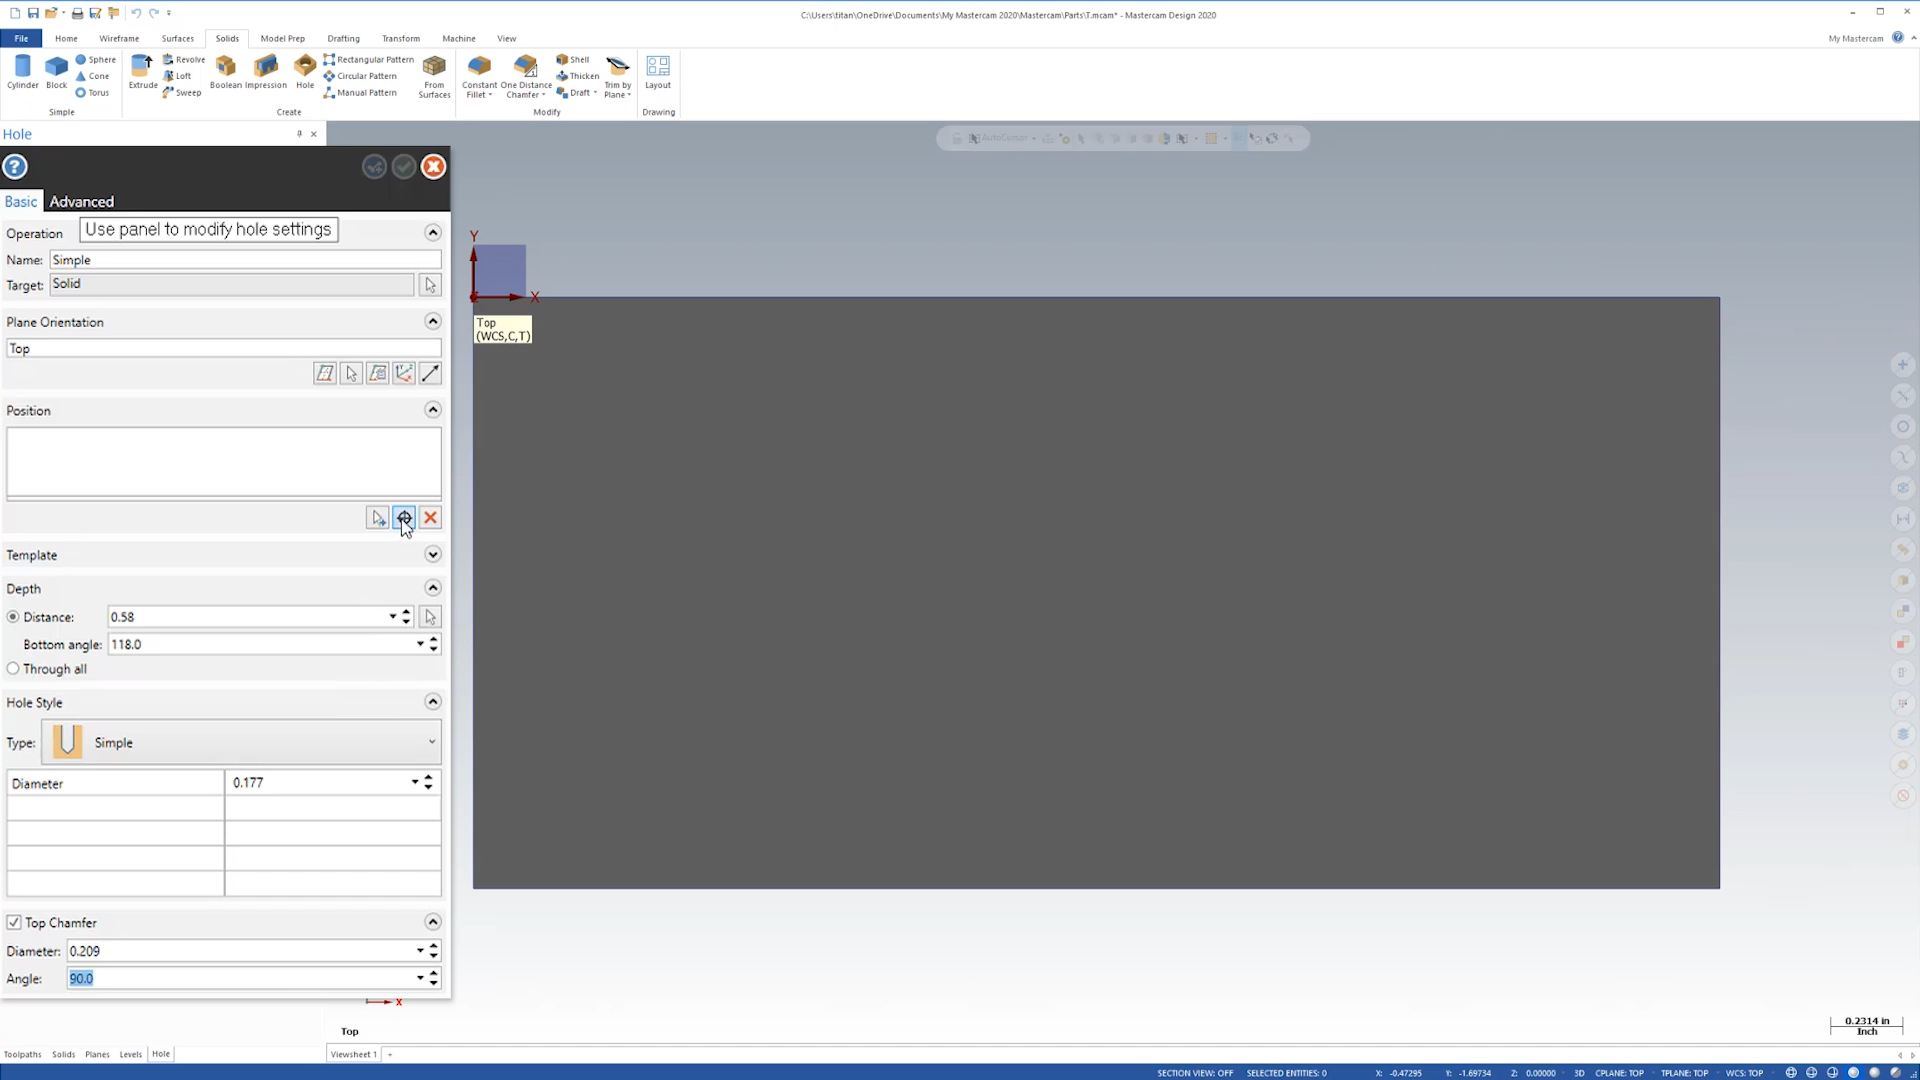 C:\Users\titan\OneDrive\Documents\My Mastercam 2020\Mastercam\Parts\T.mcam* - Mastercam Design 2020
File Home Wireframe Surfaces Solids Model Prep Drafting Transform Machine View
My Mastercam
Cylinder Block Sphere Cone Torus
Simple
Extrude Revolve Loft Sweep Boolean Impression Hole Rectangular Pattern Circular Pattern Manual Pattern From Surfaces
Create
Constant Fillet One Distance Chamfer Shell Thicken Draft Trim by Plane
Modify
Layout
Drawing
Hole
AutoCursor
Basic Advanced
Operation
Use panel to modify hole settings
Name: Simple
Target: Solid
Plane Orientation
Top
Position
Template
Depth
Distance: 0.58
Bottom angle: 118.0
Through all
Hole Style
Type: Simple
Diameter 0.177
Top Chamfer
Diameter: 0.209
Angle: 90.0
Y
X
Top
(WCS,C,T)
X
Top
0.2314 in
Inch
Toolpaths Solids Planes Levels Hole
Viewsheet 1 +
SECTION VIEW: OFF SELECTED ENTITIES: 0 X: -0.47295 Y: -1.69734 Z: 0.00000 3D CPLANE: TOP TPLANE: TOP WCS: TOP